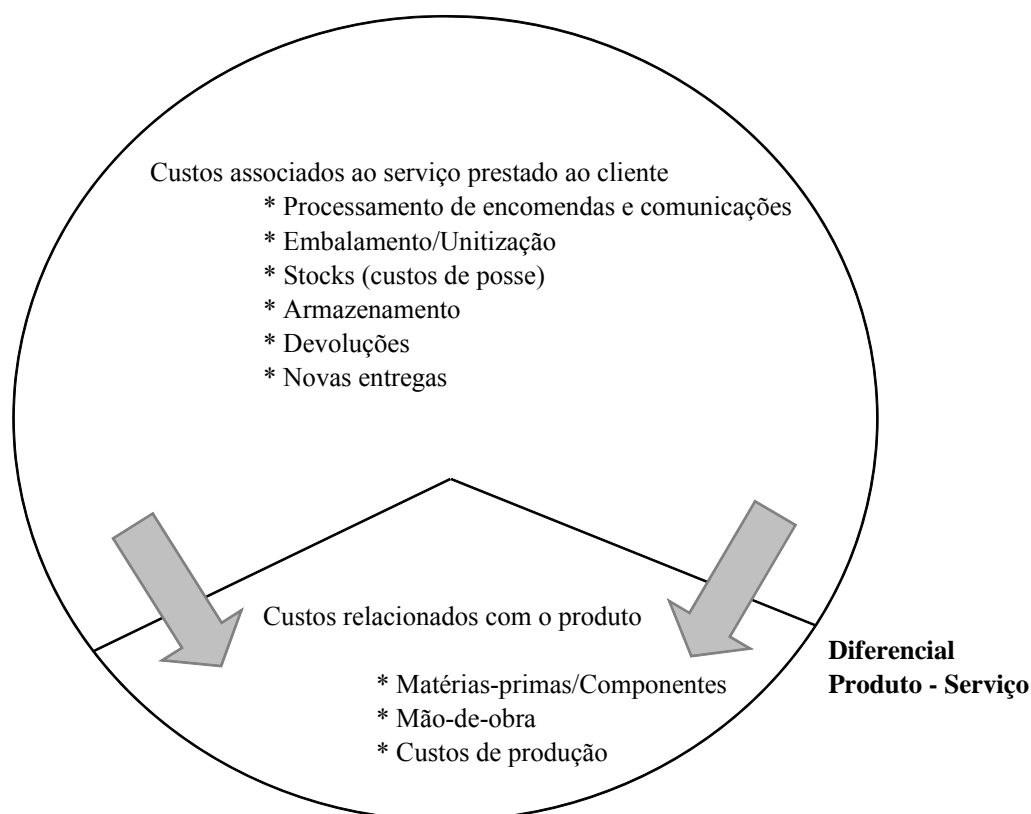 Custos associados ao serviço prestado ao cliente
* Processamento de encomendas e comunicações
* Embalamento/Unitização
* Stocks (custos de posse)
* Armazenamento
* Devoluções
* Novas entregas
Custos relacionados com o produto
Diferencial
Produto - Serviço
* Matérias-primas/Componentes
* Mão-de-obra
* Custos de produção